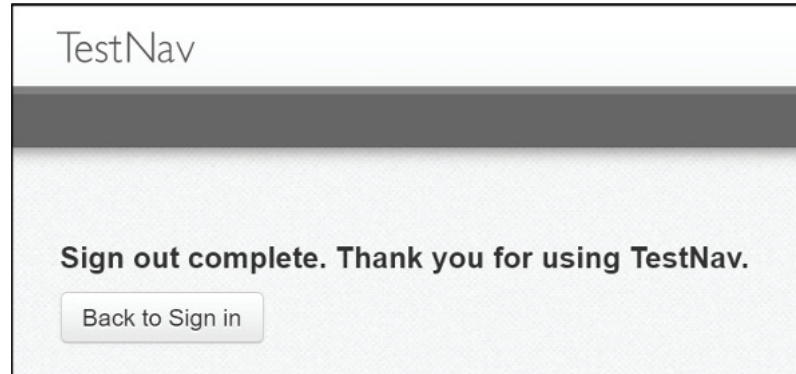 TestNav
Sign out complete. Thank you for using TestNav.
Back to Sign in